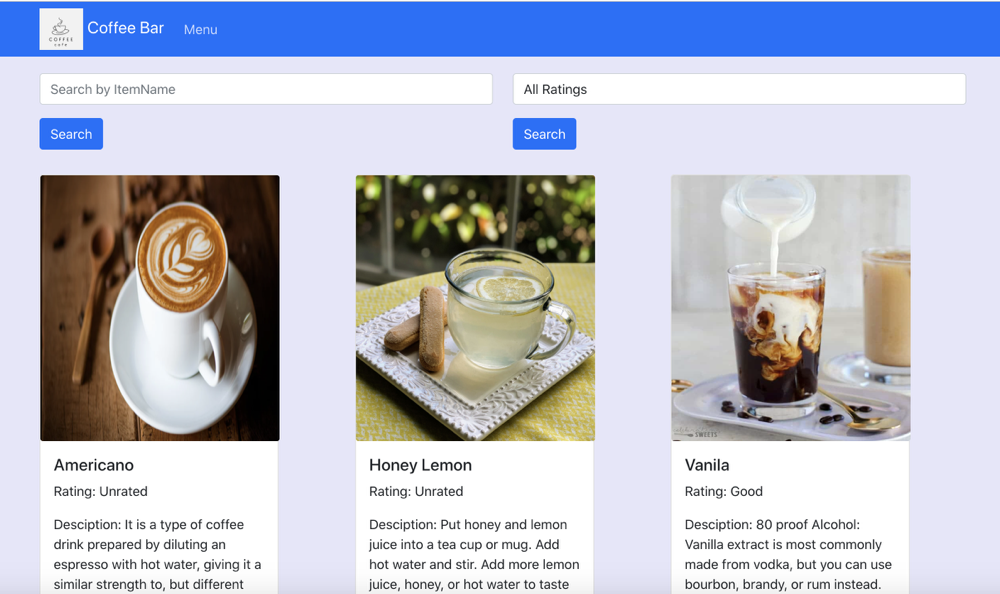 COFFEE
cafe
Coffee Bar
Menu
Search by ItemName
All Ratings
Search
Search
SWEETS
Americano
Rating: Unrated
Desciption: It is a type of coffee
drink prepared by diluting an
espresso with hot water, giving it a
similar strength to, but different
Honey Lemon
Rating: Unrated
Desciption: Put honey and lemon
juice into a tea cup or mug. Add
hot water and stir. Add more lemon
juice, honey, or hot water to taste
Vanila
Rating: Good
Desciption: 80 proof Alcohol:
Vanilla extract is most commonly
made from vodka, but you can use
bourbon, brandy, or rum instead.